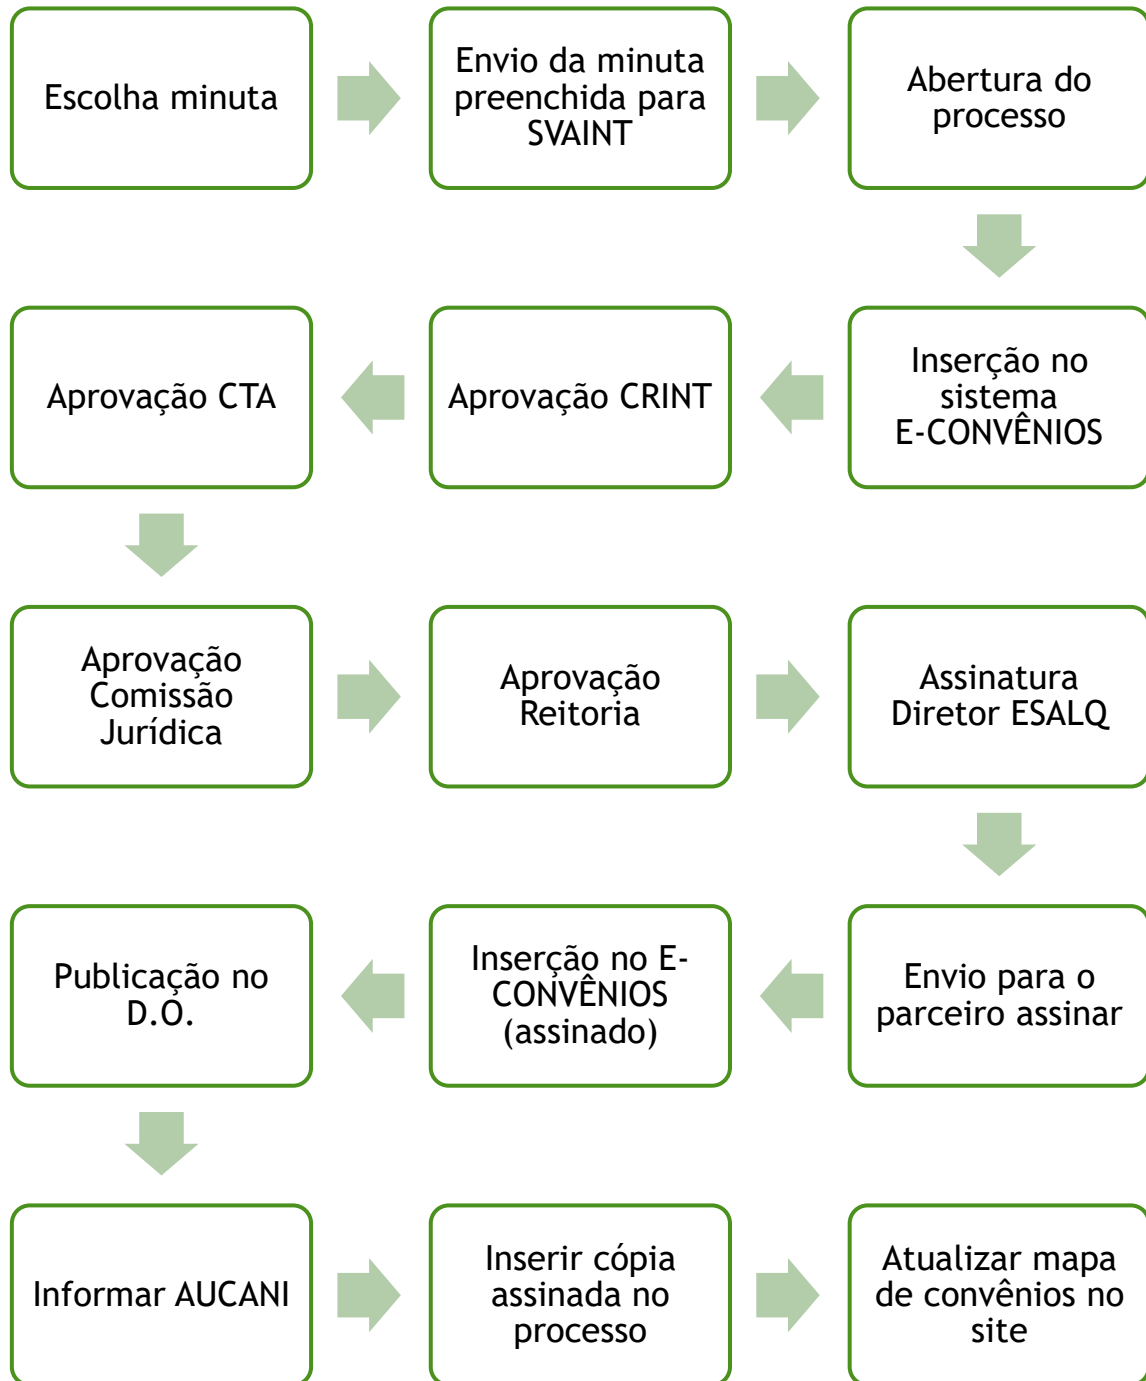 Escolha minuta
Envio da minuta
preenchida para
SVAINT
Abertura do
processo
Inserção no
sistema
E-CONVÊNIOS
Aprovação CRINT
Aprovação CTA
Aprovação
Comissão
Jurídica
Aprovação
Reitoria
Assinatura
Diretor ESALQ
Envio para o
parceiro assinar
Inserção no E-
CONVÊNIOS
(assinado)
Publicação no
D.O.
Informar AUCANI
Inserir cópia
assinada no
processo
Atualizar mapa
de convênios no
site